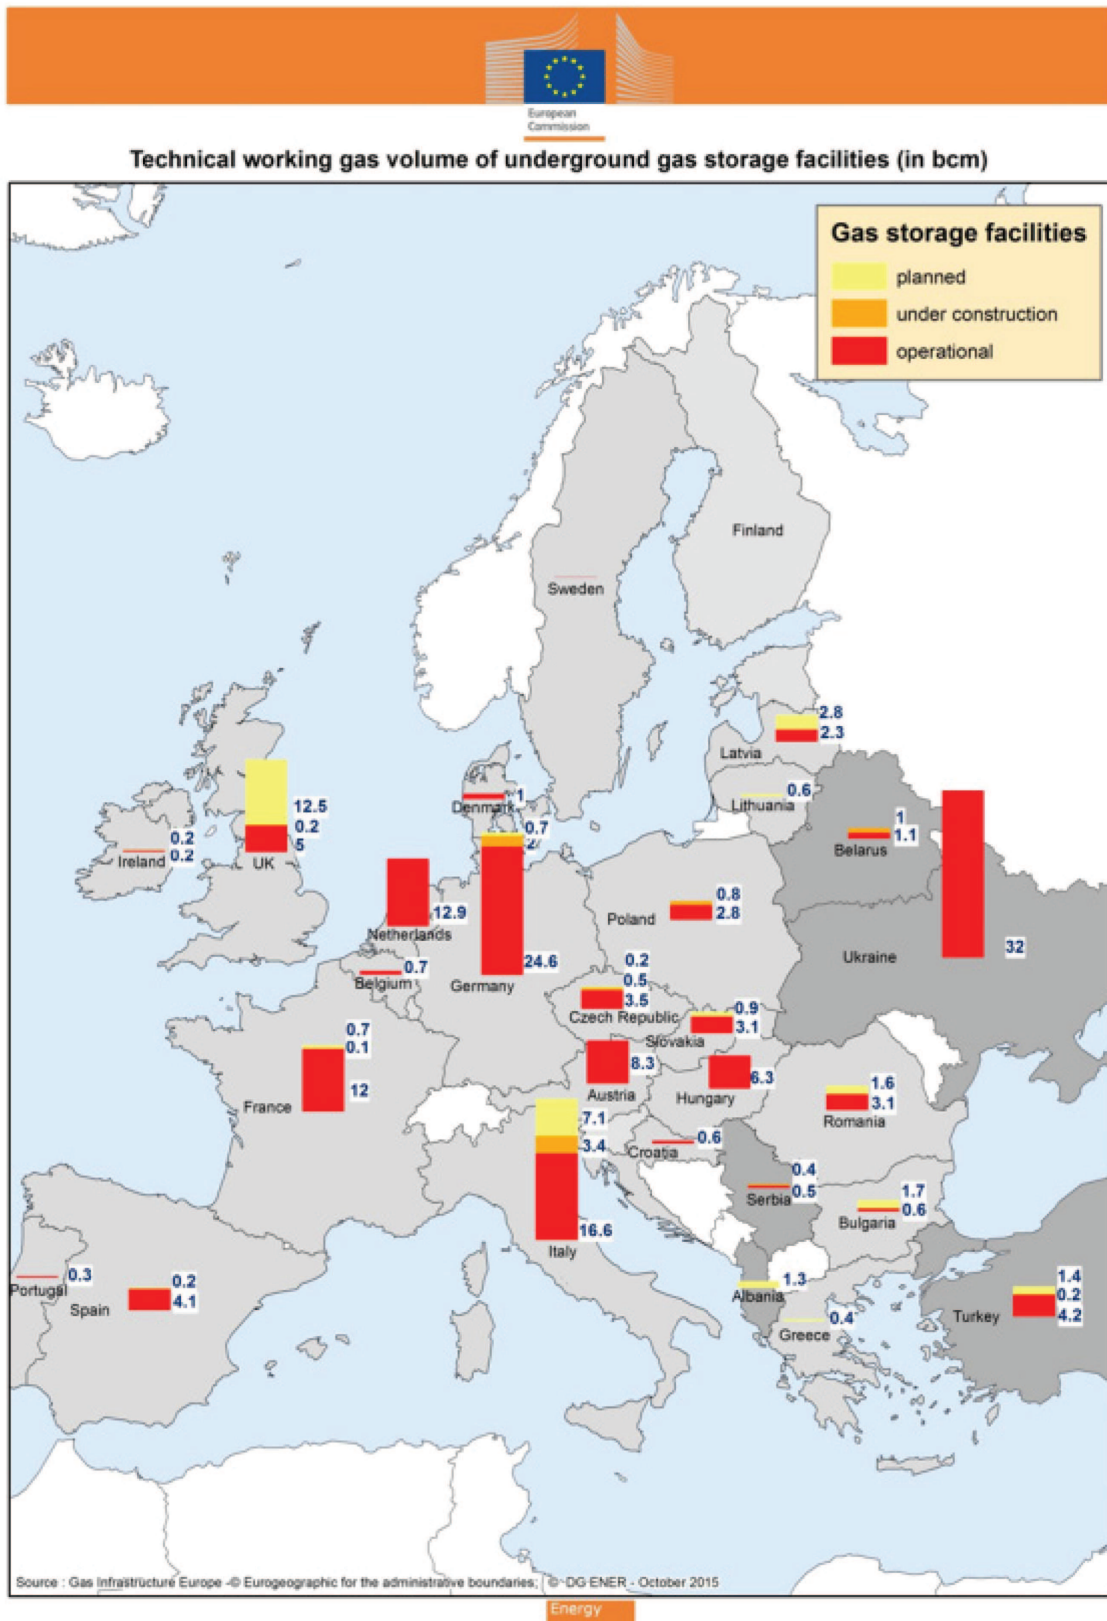 European
Commission
Technical working gas volume of underground gas storage facilities (in bcm)
Gas storage facilities
planned
under construction
operational
Finland
Sweden
2.8
2.3
Latvia
0.6
Lithuania
1
1.1
Belarus
1
Denmark
12.5
0.2
5
UK
0.2
0.2
Ireland
0.7
2
24.6
Germany
12.9
Netherlands
0.8
2.8
Poland
32
Ukraine
0.7
Belgium
0.2
0.5
3.5
Czech Republic
0.9
3.1
Slovakia
0.7
0.1
12
France
8.3
Austria
6.3
Hungary
1.6
3.1
Romania
7.1
3.4
16.6
Italy
0.6
Croatia
0.4
0.5
Serbia
1.7
0.6
Bulgaria
0.3
Portugal
0.2
4.1
Spain
1.3
Albania
0.4
Greece
1.4
0.2
4.2
Turkey
Source : Gas Infrastructure Europe -© Eurogeographic for the administrative boundaries; © DG ENER - October 2015
Energy